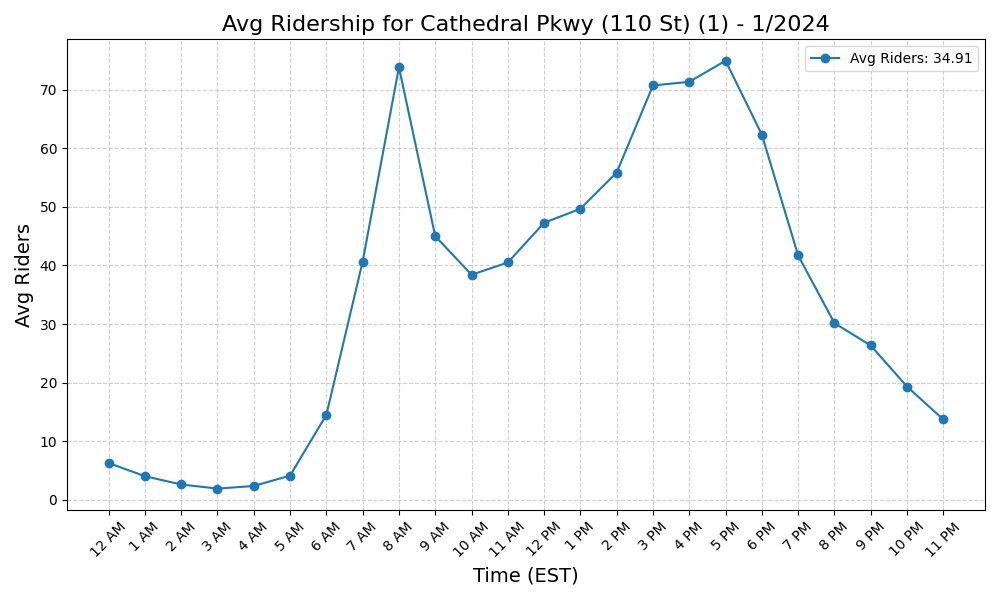 Avg Ridership for Cathedral Pkwy (110 St) (1) - 1/2024
Avg Riders: 34.91
Avg Riders
70
60
50
40
30
20
10
0
12 AM
1 AM
2 AM
3 AM
4 AM
5 AM
6 AM
7 AM
8 AM
9 AM
10 AM
11 AM
12 PM
1 PM
2 PM
3 PM
4 PM
5 PM
6 PM
7 PM
8 PM
9 PM
10 PM
11 PM
Time (EST)